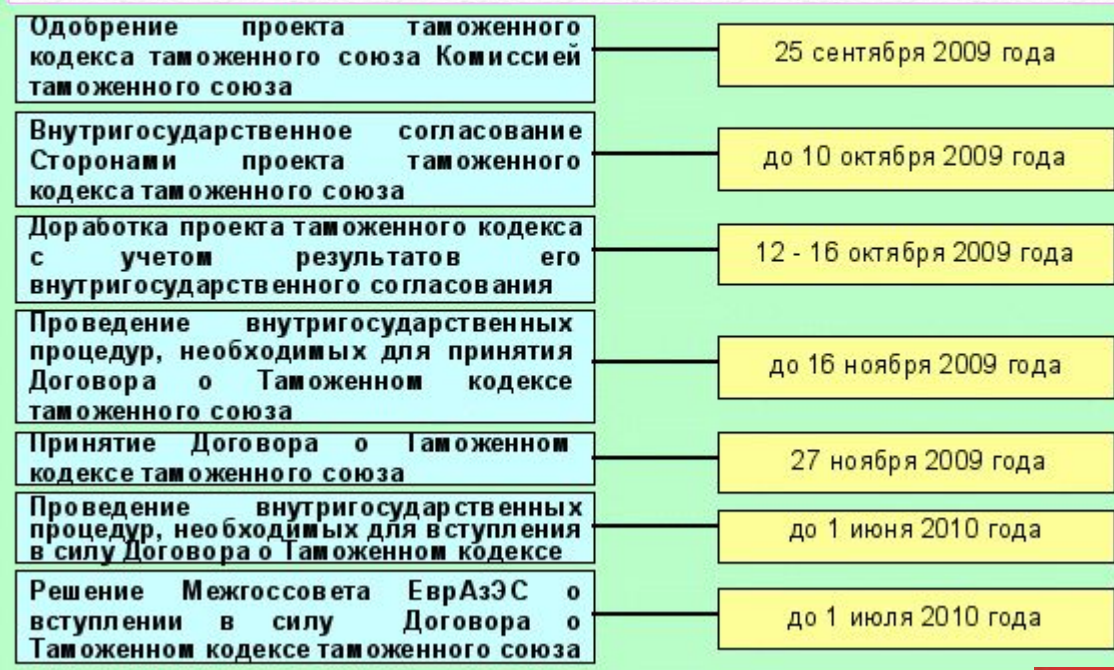 Одобрение проекта таможенного
кодекса таможенного союза Комиссией
таможенного союза
25 сентября 2009 года
Внутригосударственное согласование
Сторонами проекта таможенного
кодекса таможенного союза
до 10 октября 2009 года
Доработка проекта таможенного кодекса
с учетом результатов его
внутригосударственного согласования
12 - 16 октября 2009 года
Проведение внутригосударственных
процедур, необходимых для принятия
Договора о Таможенном кодексе
таможенного союза
до 16 ноября 2009 года
Принятие Договора о Таможенном
кодексе таможенного союза
27 ноября 2009 года
Проведение внутригосударственных
процедур, необходимых для вступления
в силу Договора о Таможенном кодексе
до 1 июня 2010 года
Решение Межгоссовета ЕврАзЭС о
вступлении в силу Договора о
Таможенном кодексе таможенного союза
до 1 июля 2010 года